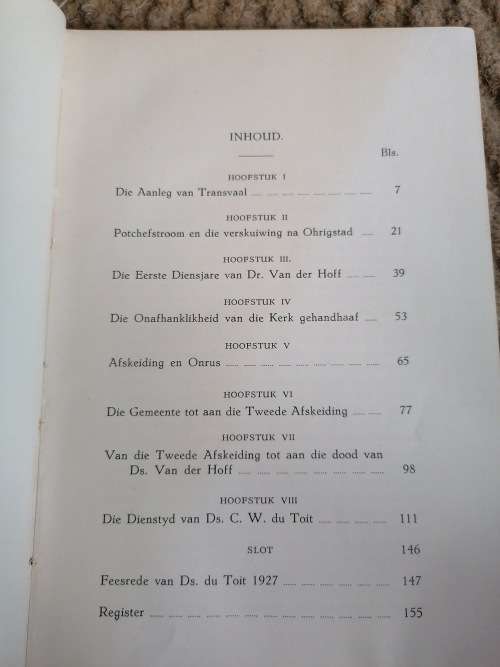 INHOUD.
Bls.
HOOFSTUK I
Die Aanleg van Transvaal ..... ..... ..... ..... ..... ..... ..... 7
HOOFSTUK II
Potchefstroom en die verskuiwing na Ohrigstad ..... 21
HOOFSTUK III.
Die Eerste Diensjare van Dr. Van der Hoff ..... ..... 39
HOOFSTUK IV
Die Onafhanklikheid van die Kerk gehandhaaf ..... 53
HOOFSTUK V
Afskeiding en Onrus ..... ..... ..... ..... ..... ..... ..... ..... 65
HOOFSTUK VI
Die Gemeente tot aan die Tweede Afskeiding ..... ..... 77
HOOFSTUK VII
Van die Tweede Afskeiding tot aan die dood van
Ds. Van der Hoff ..... ..... ..... ..... ..... ..... ..... 98
HOOFSTUK VIII
Die Dienstyd van Ds. C. W. du Toit ..... ..... ..... ..... 111
SLOT 146
Feesrede van Ds. du Toit 1927 ..... ..... ..... ..... ..... 147
Register ..... ..... ..... ..... ..... ..... ..... ..... ..... ..... 155